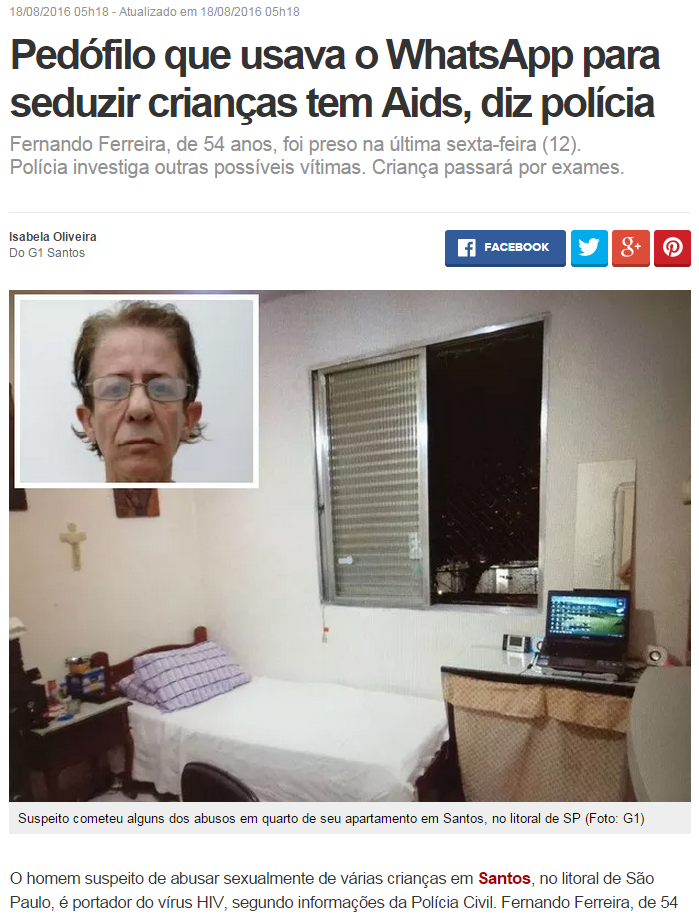 18/08/2016 05h18 - Atualizado em 18/08/2016 05h18
Pedófilo que usava o WhatsApp para
seduzir crianças tem Aids, diz polícia
Fernando Ferreira, de 54 anos, foi preso na última sexta-feira (12).
Polícia investiga outras possíveis vítimas. Criança passará por exames.
Isabela Oliveira
Do G1 Santos
FACEBOOK
Suspeito cometeu alguns dos abusos em quarto de seu apartamento em Santos, no litoral de SP (Foto: G1)
O homem suspeito de abusar sexualmente de várias crianças em Santos, no litoral de São
Paulo, é portador do vírus HIV, segundo informações da Polícia Civil. Fernando Ferreira, de 54